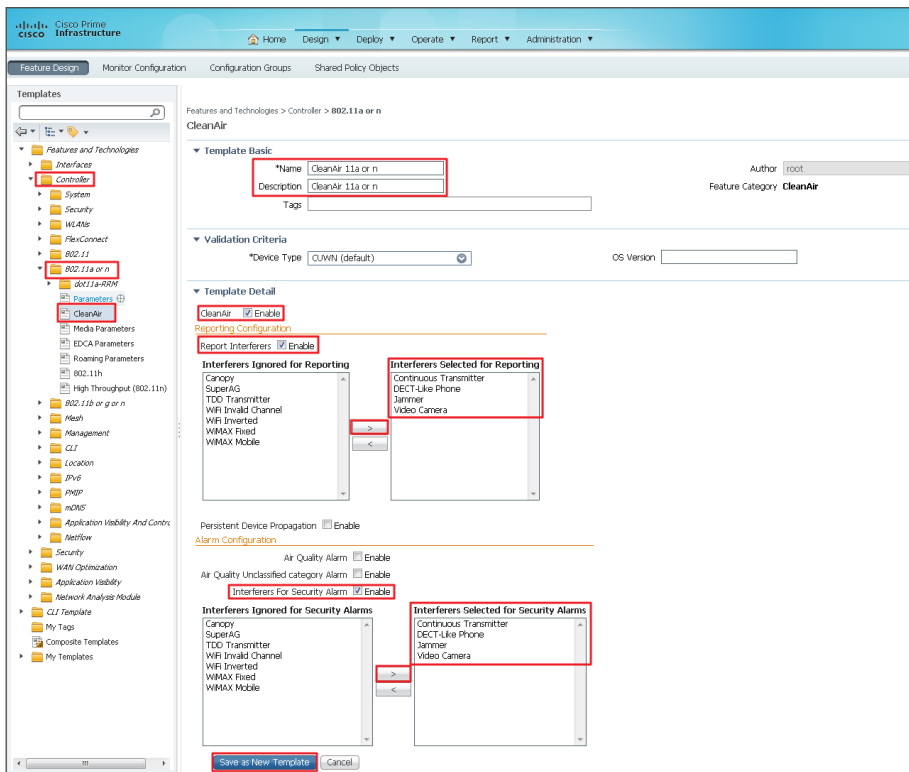 Cisco Prime
CISCO Infrastructure
Home Design ▼ Deploy ▼ Operate ▼ Report ▼ Administration ▼
Feature Design Monitor Configuration Configuration Groups Shared Policy Objects
Templates
Features and Technologies
Interfaces
Controller
System
Security
WLANs
FlexConnect
802.11
802.11a or n
dot11a-RRM
Parameters
CleanAir
Media Parameters
EDCA Parameters
Roaming Parameters
802.11h
High Throughput (802.11n)
802.11b or g or n
Mesh
Management
CLI
Location
IPv6
PMIP
mDNS
Application Visibility And Contro
Netflow
Security
WAN Optimization
Application Visibility
Network Analysis Module
CLI Template
My Tags
Composite Templates
My Templates
Features and Technologies > Controller > 802.11a or n
CleanAir
Template Basic
*Name CleanAir 11a or n
Author root
Description CleanAir 11a or n
Feature Category CleanAir
Tags
Validation Criteria
*Device Type CUWN (default)
OS Version
Template Detail
CleanAir Enable
Reporting Configuration
Report Interferers Enable
Interferers Ignored for Reporting
Canopy
SuperAG
TDD Transmitter
WiFi Invalid Channel
WiFi Inverted
WiMAX Fixed
WiMAX Mobile
>
<
Interferers Selected for Reporting
Continuous Transmitter
DECT-Like Phone
Jammer
Video Camera
Persistent Device Propagation Enable
Alarm Configuration
Air Quality Alarm Enable
Air Quality Unclassified category Alarm Enable
Interferers For Security Alarm Enable
Interferers Ignored for Security Alarms
Canopy
SuperAG
TDD Transmitter
WiFi Invalid Channel
WiFi Inverted
WiMAX Fixed
WiMAX Mobile
>
<
Interferers Selected for Security Alarms
Continuous Transmitter
DECT-Like Phone
Jammer
Video Camera
Save as New Template Cancel